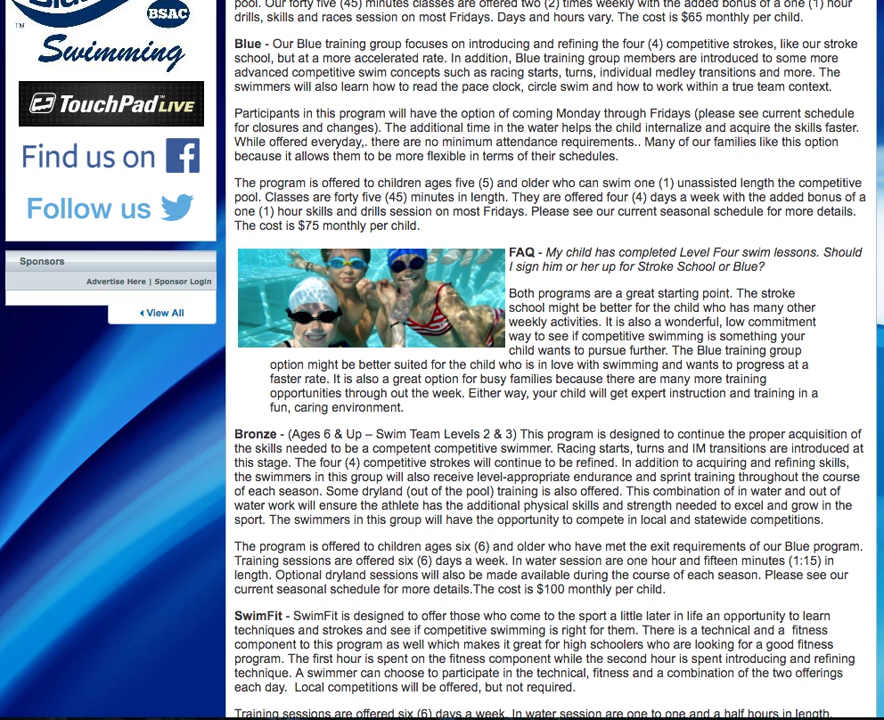 BSAC
TM
Swimming
TouchPad LIVE
Find us on f
Follow us
Sponsors
Advertise Here | Sponsor Login
View All
pool. Our forty five (45) minutes classes are offered two (2) times weekly with the added bonus of a one (1) hour
drills, skills and races session on most Fridays. Days and hours vary. The cost is $65 monthly per child.
Blue - Our Blue training group focuses on introducing and refining the four (4) competitive strokes, like our stroke
school, but at a more accelerated rate. In addition, Blue training group members are introduced to some more
advanced competitive swim concepts such as racing starts, turns, individual medley transitions and more. The
swimmers will also learn how to read the pace clock, circle swim and how to work within a true team context.
Participants in this program will have the option of coming Monday through Fridays (please see current schedule
for closures and changes). The additional time in the water helps the child internalize and acquire the skills faster.
While offered everyday,. there are no minimum attendance requirements.. Many of our families like this option
because it allows them to be more flexible in terms of their schedules.
The program is offered to children ages five (5) and older who can swim one (1) unassisted length the competitive
pool. Classes are forty five (45) minutes in length. They are offered four (4) days a week with the added bonus of a
one (1) hour skills and drills session on most Fridays. Please see our current seasonal schedule for more details.
The cost is $75 monthly per child.
FAQ - My child has completed Level Four swim lessons. Should
I sign him or her up for Stroke School or Blue?
Both programs are a great starting point. The stroke
school might be better for the child who has many other
weekly activities. It is also a wonderful, low commitment
way to see if competitive swimming is something your
child wants to pursue further. The Blue training group
option might be better suited for the child who is in love with swimming and wants to progress at a
faster rate. It is also a great option for busy families because there are many more training
opportunities through out the week. Either way, your child will get expert instruction and training in a
fun, caring environment.
Bronze - (Ages 6 & Up – Swim Team Levels 2 & 3) This program is designed to continue the proper acquisition of
the skills needed to be a competent competitive swimmer. Racing starts, turns and IM transitions are introduced at
this stage. The four (4) competitive strokes will continue to be refined. In addition to acquiring and refining skills,
the swimmers in this group will also receive level-appropriate endurance and sprint training throughout the course
of each season. Some dryland (out of the pool) training is also offered. This combination of in water and out of
water work will ensure the athlete has the additional physical skills and strength needed to excel and grow in the
sport. The swimmers in this group will have the opportunity to compete in local and statewide competitions.
The program is offered to children ages six (6) and older who have met the exit requirements of our Blue program.
Training sessions are offered six (6) days a week. In water session are one hour and fifteen minutes (1:15) in
length. Optional dryland sessions will also be made available during the course of each season. Please see our
current seasonal schedule for more details.The cost is $100 monthly per child.
SwimFit - SwimFit is designed to offer those who come to the sport a little later in life an opportunity to learn
techniques and strokes and see if competitive swimming is right for them. There is a technical and a fitness
component to this program as well which makes it great for high schoolers who are looking for a good fitness
program. The first hour is spent on the fitness component while the second hour is spent introducing and refining
technique. A swimmer can choose to participate in the technical, fitness and a combination of the two offerings
each day. Local competitions will be offered, but not required.
Training sessions are offered six (6) days a week. In water session are one to one and a half hours in length.